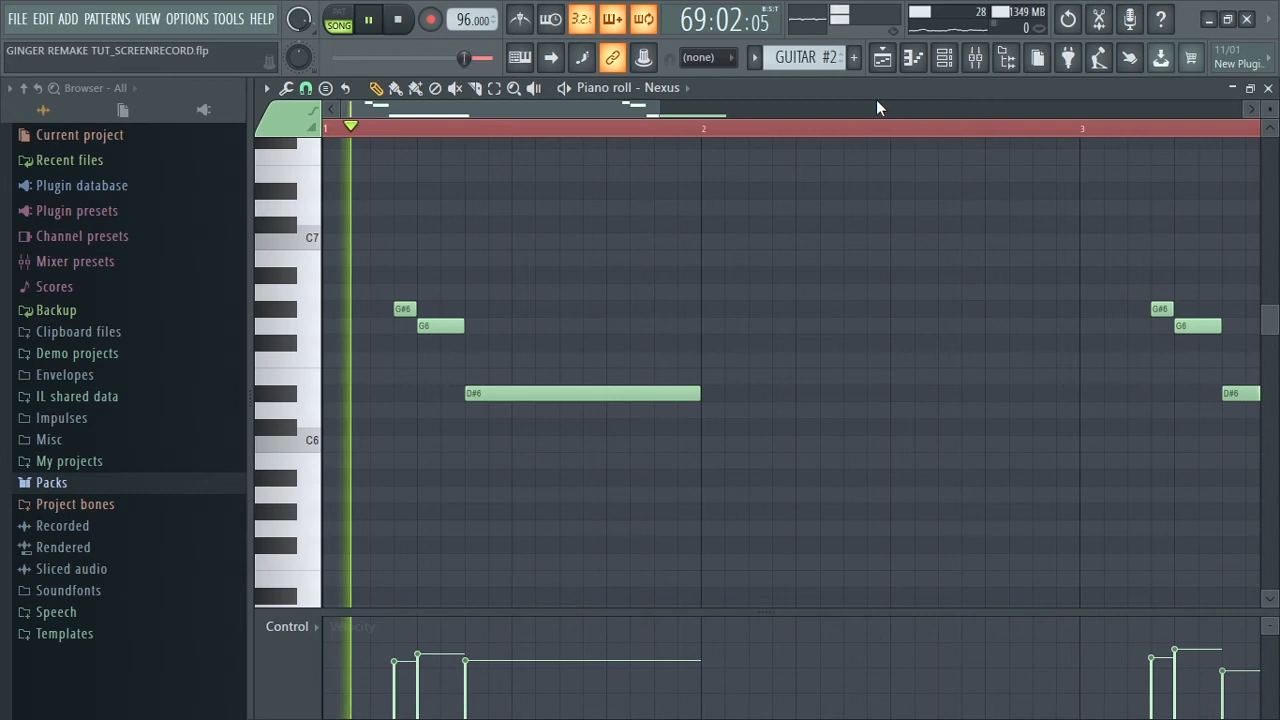 FILE EDIT ADD PATTERNS VIEW OPTIONS TOOLS HELP
PAT
SONG
96.000
3.2.
69:02:05
B:S:T
28
1349 MB
0
GINGER REMAKE TUT_SCREENRECORD.flp
(none)
GUITAR #2
11/01
New Plugi..
Browser - All
Piano roll - Nexus
1
2
3
Current project
Recent files
Plugin database
Plugin presets
Channel presets
Mixer presets
Scores
Backup
Clipboard files
Demo projects
Envelopes
IL shared data
Impulses
Misc
My projects
Packs
Project bones
Recorded
Rendered
Sliced audio
Soundfonts
Speech
Templates
C7
G#6
G#6
G6
G6
D#6
D#6
C6
Control
Velocity